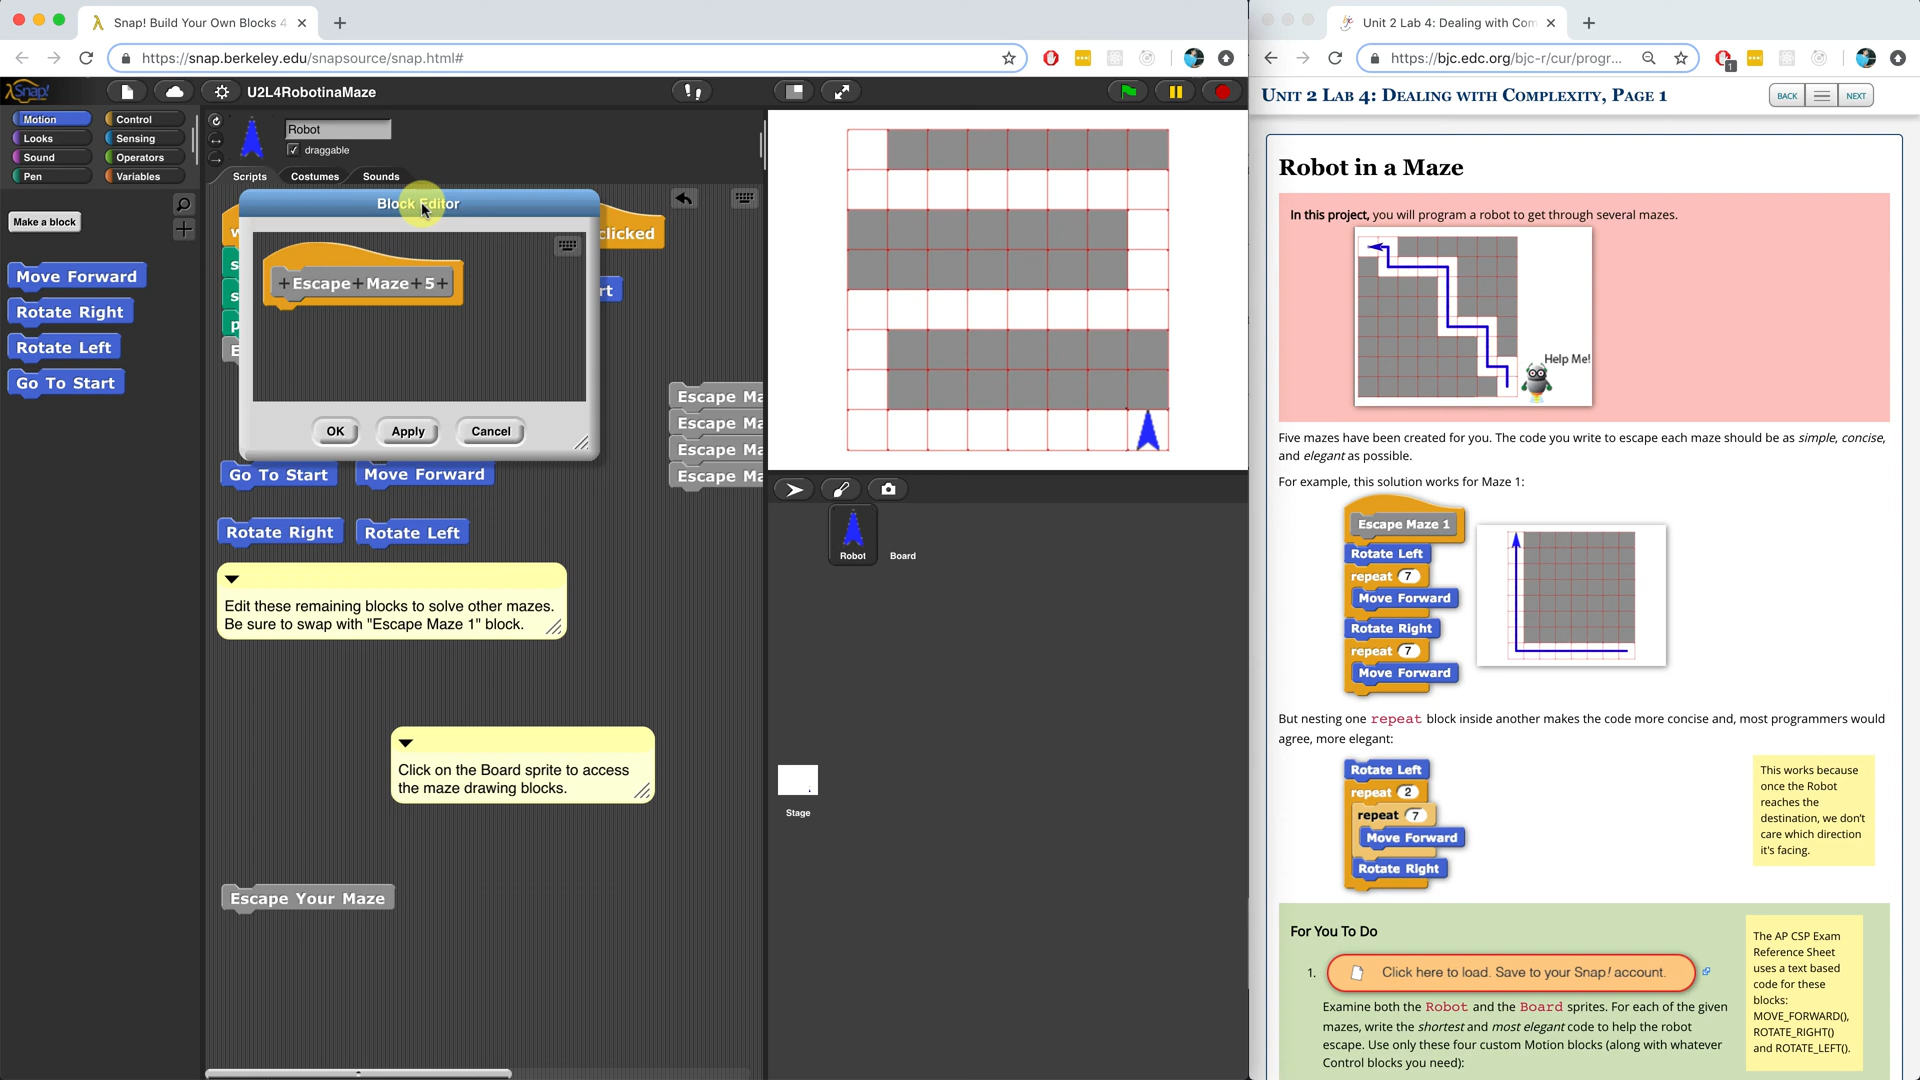 Snap! Build Your Own Blocks 4
https://snap.berkeley.edu/snapsource/snap.html#
Snap!
U2L4RobotinaMaze
Motion
Control
Looks
Sensing
Sound
Operators
Pen
Variables
Make a block
Move Forward
Rotate Right
Rotate Left
Go To Start
Robot
draggable
Scripts
Costumes
Sounds
clicked
Block Editor
+Escape+Maze+5+
OK
Apply
Cancel
Escape Ma
Escape Ma
Escape Ma
Escape Ma
Go To Start
Move Forward
Rotate Right
Rotate Left
Edit these remaining blocks to solve other mazes.
Be sure to swap with "Escape Maze 1" block.
Click on the Board sprite to access
the maze drawing blocks.
Escape Your Maze
Robot
Board
Stage
Unit 2 Lab 4: Dealing with Com
https://bjc.edc.org/bjc-r/cur/progr...
1
Unit 2 Lab 4: Dealing with Complexity, Page 1
BACK
NEXT
Robot in a Maze
In this project, you will program a robot to get through several mazes.
Help Me!
Five mazes have been created for you. The code you write to escape each maze should be as simple, concise,
and elegant as possible.
For example, this solution works for Maze 1:
Escape Maze 1
Rotate Left
repeat 7
Move Forward
Rotate Right
repeat 7
Move Forward
But nesting one repeat block inside another makes the code more concise and, most programmers would
agree, more elegant:
Rotate Left
repeat 2
repeat 7
Move Forward
Rotate Right
This works because
once the Robot
reaches the
destination, we don't
care which direction
it's facing.
For You To Do
1. Click here to load. Save to your Snap! account.
Examine both the Robot and the Board sprites. For each of the given
mazes, write the shortest and most elegant code to help the robot
escape. Use only these four custom Motion blocks (along with whatever
Control blocks you need):
The AP CSP Exam
Reference Sheet
uses a text based
code for these
blocks:
MOVE_FORWARD(),
ROTATE_RIGHT()
and ROTATE_LEFT().